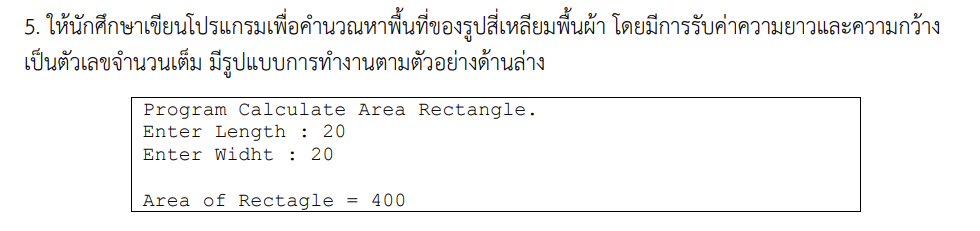 5. ให้นักศึกษาเขียนโปรแกรมเพื่อคำนวณหาพื้นที่ของรูปสี่เหลียมพื้นผ้า โดยมีการรับค่าความยาวและความกว้าง
เป็นตัวเลขจำนวนเต็ม มีรูปแบบการทำงานตามตัวอย่างด้านล่าง
Program Calculate Area Rectangle.
Enter Length : 20
Enter Widht : 20
Area of Rectagle = 400